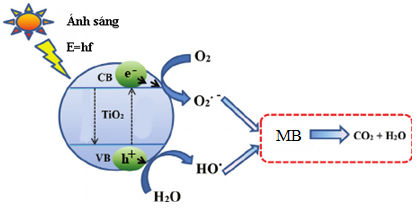 Ánh sáng
E=hf
CB e⁻
O₂
O₂˙⁻
TiO₂
MB CO₂ + H₂O
VB h⁺
HO˙
H₂O